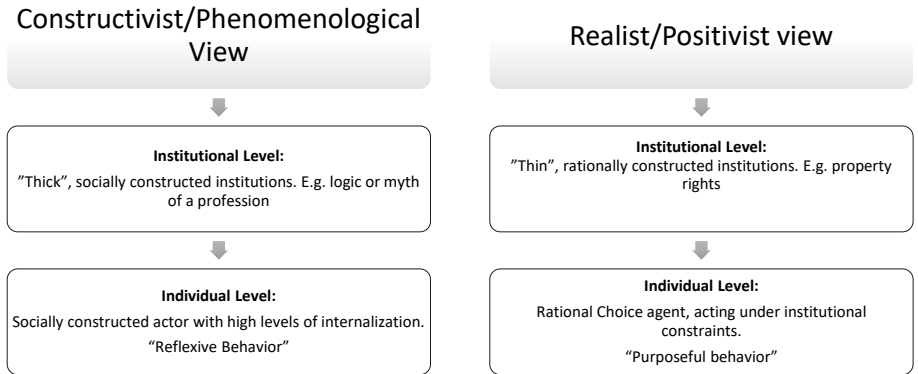 Constructivist/Phenomenological
View
Institutional Level:
”Thick”, socially constructed institutions. E.g. logic or myth
of a profession
Individual Level:
Socially constructed actor with high levels of internalization.
“Reflexive Behavior”
Realist/Positivist view
Institutional Level:
”Thin”, rationally constructed institutions. E.g. property
rights
Individual Level:
Rational Choice agent, acting under institutional
constraints.
“Purposeful behavior”